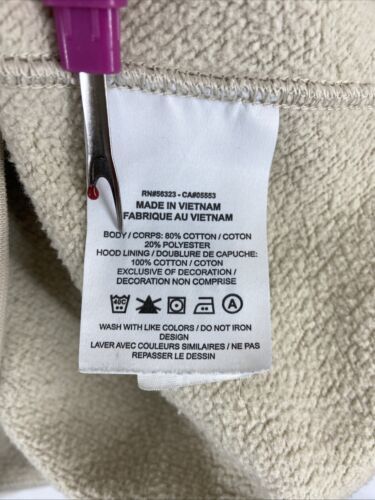 RN#56323 - CA#05553
MADE IN VIETNAM
FABRIQUE AU VIETNAM
BODY / CORPS: 80% COTTON / COTON
20% POLYESTER
HOOD LINING / DOUBLURE DE CAPUCHE:
100% COTTON / COTON
EXCLUSIVE OF DECORATION /
DECORATION NON COMPRISE
40C A
WASH WITH LIKE COLORS / DO NOT IRON
DESIGN
LAVER AVEC COULEURS SIMILAIRES / NE PAS
REPASSER LE DESSIN